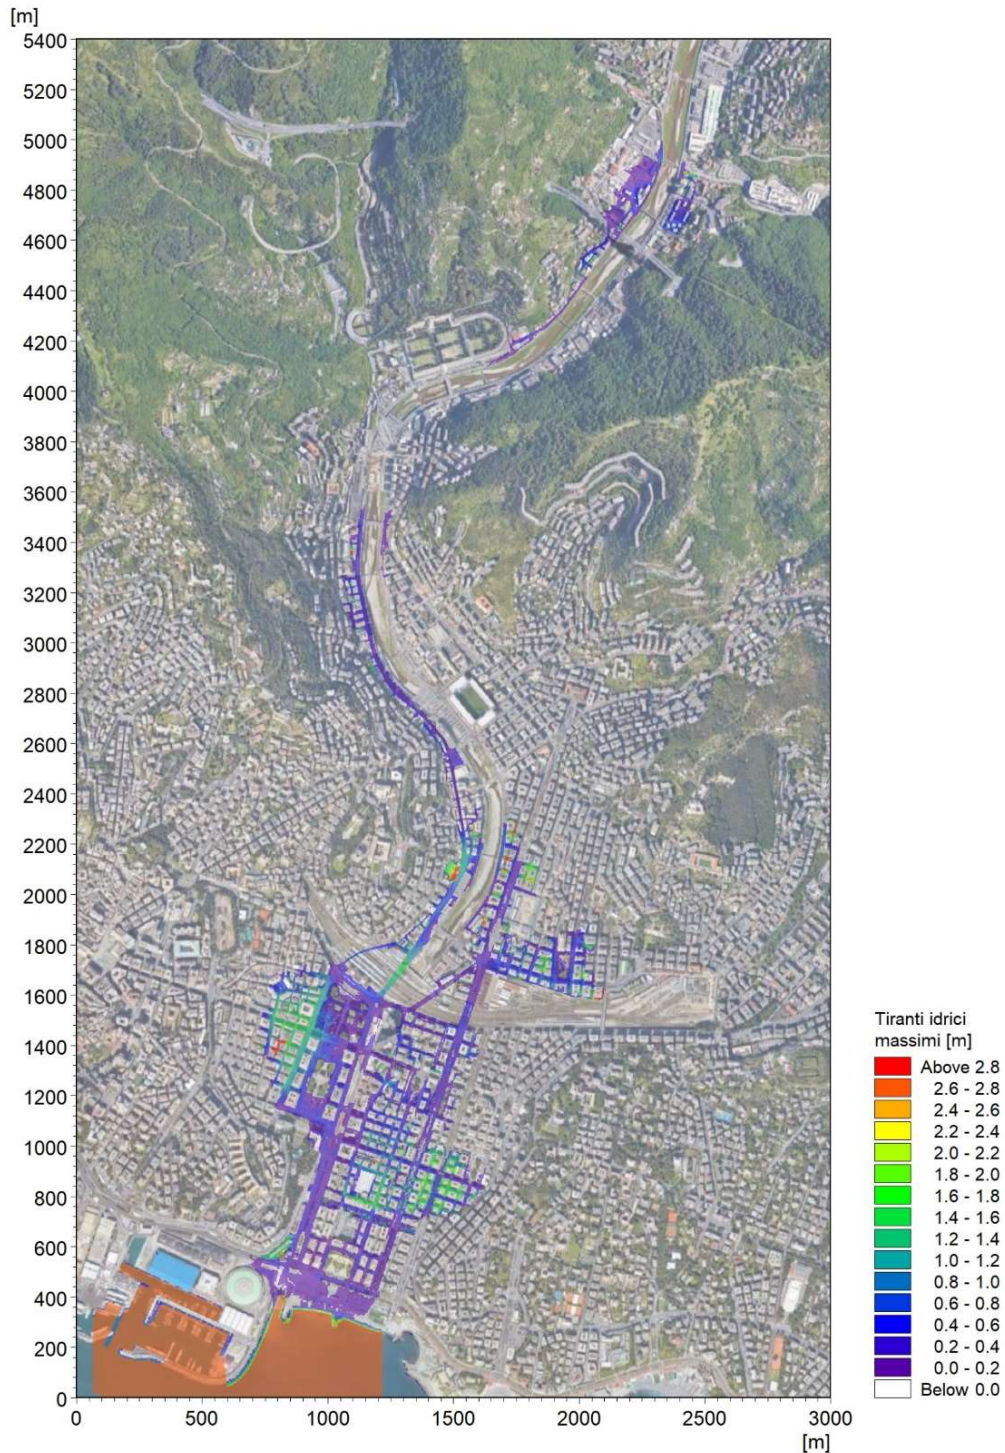 [m]
5400
5200
5000
4800
4600
4400
4200
4000
3800
3600
3400
3200
3000
2800
2600
2400
2200
2000
1800
1600
1400
1200
1000
800
600
400
200
0
0 500 1000 1500 2000 2500 3000
[m]
Tiranti idrici
massimi [m]
Above 2.8
2.6 - 2.8
2.4 - 2.6
2.2 - 2.4
2.0 - 2.2
1.8 - 2.0
1.6 - 1.8
1.4 - 1.6
1.2 - 1.4
1.0 - 1.2
0.8 - 1.0
0.6 - 0.8
0.4 - 0.6
0.2 - 0.4
0.0 - 0.2
Below 0.0